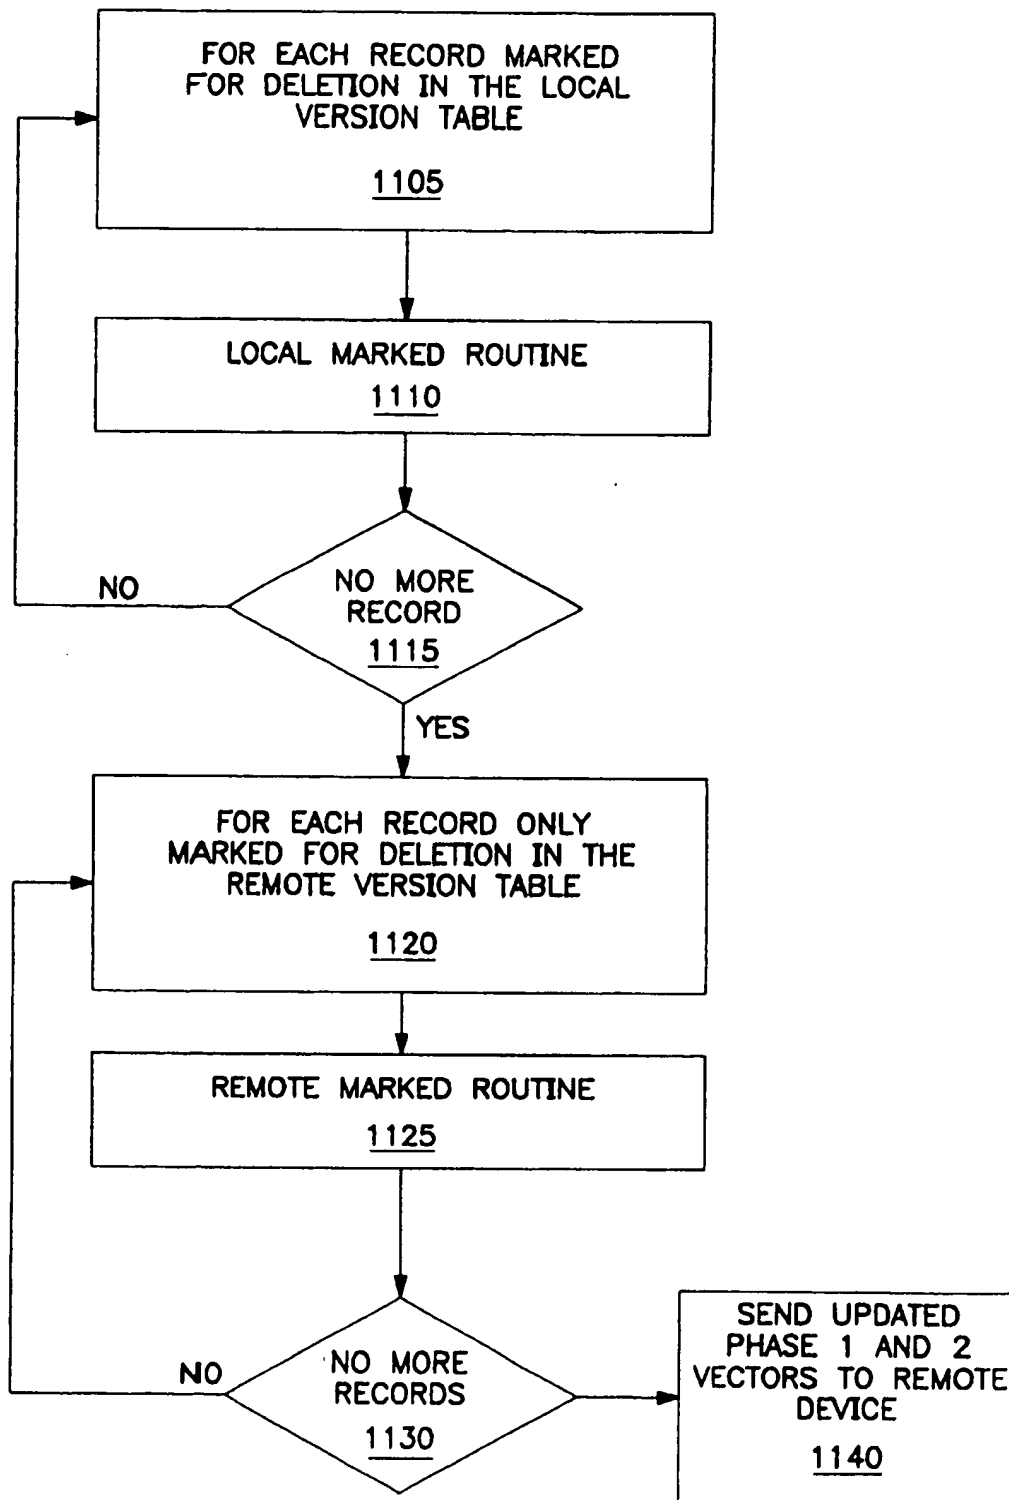 FOR EACH RECORD MARKED
FOR DELETION IN THE LOCAL
VERSION TABLE
1105
LOCAL MARKED ROUTINE
1110
NO MORE
RECORD
1115
NO
YES
FOR EACH RECORD ONLY
MARKED FOR DELETION IN THE
REMOTE VERSION TABLE
1120
REMOTE MARKED ROUTINE
1125
NO MORE
RECORDS
1130
NO
SEND UPDATED
PHASE 1 AND 2
VECTORS TO REMOTE
DEVICE
1140